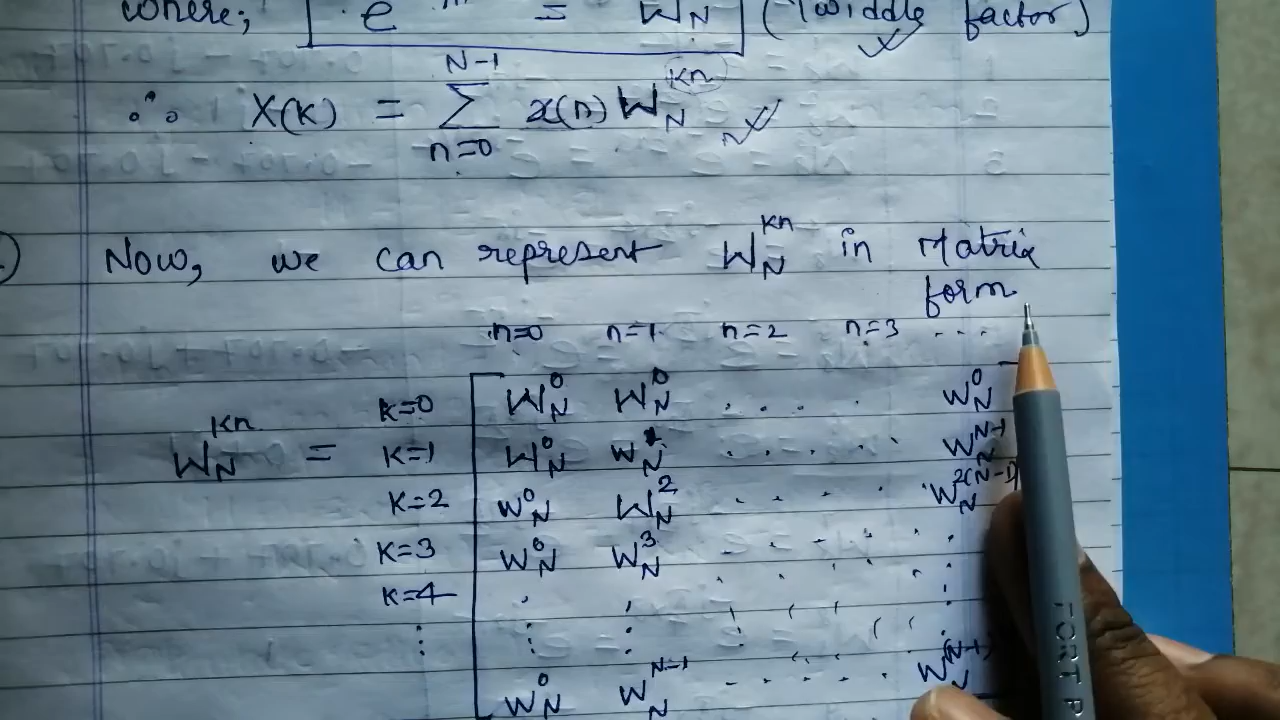 where; e = W_N (Twiddle factor)
∴ X(K) = Σ_{n=0}^{N-1} x(n) W_N^{Kn}
Now, we can represent W_N^{Kn} in Matrix
form
n=0 n=1 n=2 n=3 ...
K=0 W_N^0 W_N^0 .... W_N^0
W_N^{Kn} = K=1 W_N^0 W_N^1 .... W_N^{N-1}
K=2 W_N^0 W_N^2 .... W_N^{2(N-1)}
K=3 W_N^0 W_N^3 ....
K=4
W_N^0 W_N^{N-1} ....
FORT P